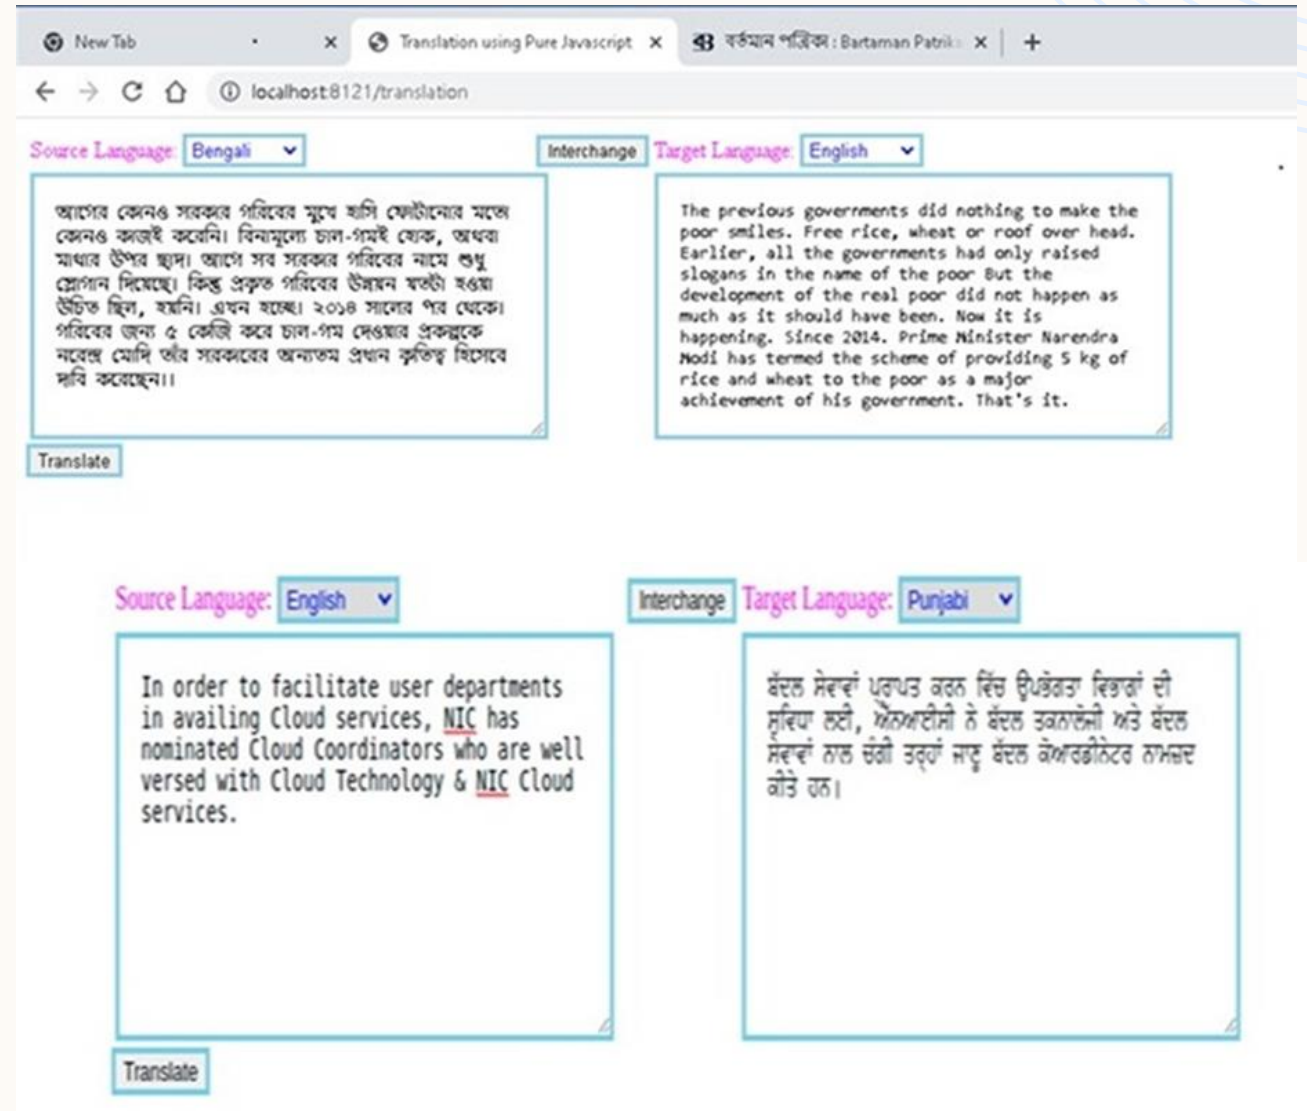 New Tab
Translation using Pure Javascript
বর্তমান পত্রিকা : Bartaman Patrik
localhost:8121/translation
Source Language: Bengali
Interchange Target Language: English
আগের কোনও সরকার গরিবের মুখে হাসি ফোটানোর মতো
কোনও কাজই করেনি। বিনামূল্যে চাল-গমই হোক, অথবা
মাথার উপর ছাদ। আগে সব সরকার গরিবের নামে শুধু
স্লোগান দিয়েছে। কিন্তু প্রকৃত গরিবের উন্নয়ন যতটা হওয়া
উচিত ছিল, হয়নি। এখন হচ্ছে। ২০১৪ সালের পর থেকে।
গরিবের জন্য ৫ কেজি করে চাল-গম দেওয়ার প্রকল্পকে
নরেন্দ্র মোদি তাঁর সরকারের অন্যতম প্রধান কৃতিত্ব হিসেবে
দাবি করেছেন।।
The previous governments did nothing to make the
poor smiles. Free rice, wheat or roof over head.
Earlier, all the governments had only raised
slogans in the name of the poor But the
development of the real poor did not happen as
much as it should have been. Now it is
happening. Since 2014. Prime Minister Narendra
Modi has termed the scheme of providing 5 kg of
rice and wheat to the poor as a major
achievement of his government. That's it.
Translate
Source Language: English
Interchange Target Language: Punjabi
In order to facilitate user departments
in availing Cloud services, NIC has
nominated Cloud Coordinators who are well
versed with Cloud Technology & NIC Cloud
services.
ਬੱਦਲ ਸੇਵਾਵਾਂ ਪ੍ਰਾਪਤ ਕਰਨ ਵਿੱਚ ਉਪਭੋਗਤਾ ਵਿਭਾਗਾਂ ਦੀ
ਸੁਵਿਧਾ ਲਈ, ਐੱਨਆਈਸੀ ਨੇ ਬੱਦਲ ਤਕਨਾਲੋਜੀ ਅਤੇ ਬੱਦਲ
ਸੇਵਾਵਾਂ ਨਾਲ ਚੰਗੀ ਤਰ੍ਹਾਂ ਜਾਣੂ ਬੱਦਲ ਕੋਆਰਡੀਨੇਟਰ ਨਾਮਜ਼ਦ
ਕੀਤੇ ਹਨ।
Translate